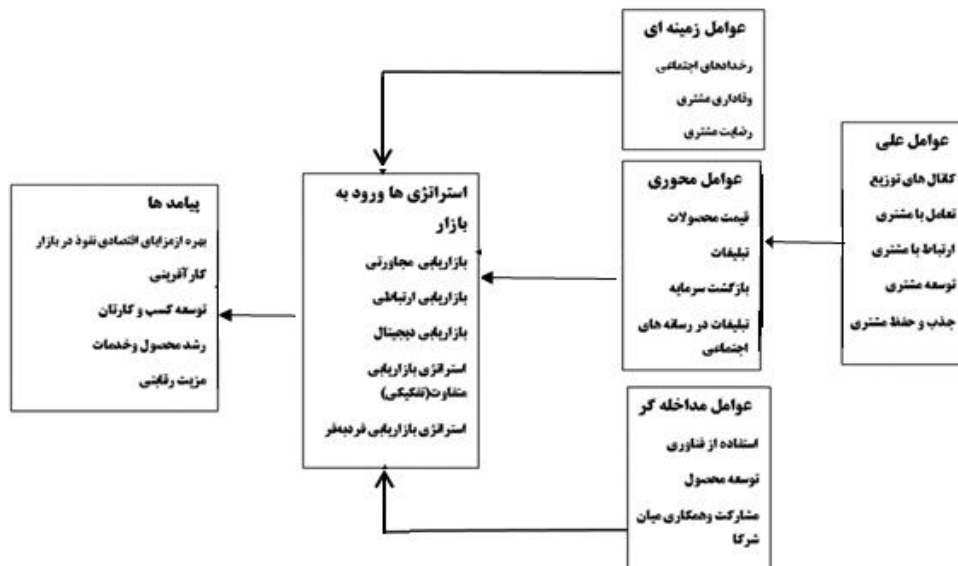 عوامل زمینه ای
رخدادهای اجتماعی
وفاداری مشتری
رضایت مشتری
عوامل علی
کانال های توزیع
تعامل با مشتری
ارتباط با مشتری
توسعه مشتری
جذب و حفظ مشتری
عوامل محوری
قیمت محصولات
تبلیغات
بازگشت سرمایه
تبلیغات در رسانه های
اجتماعی
عوامل مداخله گر
استفاده از فناوری
توسعه محصول
مشارکت وهمکاری میان
شرکا
استراتژی ها ورود به
بازار
بازاریابی مجاورتی
بازاریابی ارتباطی
بازاریابی دیجیتال
استراتژی بازاریابی
متفاوت(تفکیکی)
استراتژی بازاریابی فردبه‌فر
پیامد ها
بهره ازمزایای اقتصادی نفوذ در بازار
کارآفرینی
توسعه کسب و کارتان
رشد محصول وخدمات
مزیت رقابتی